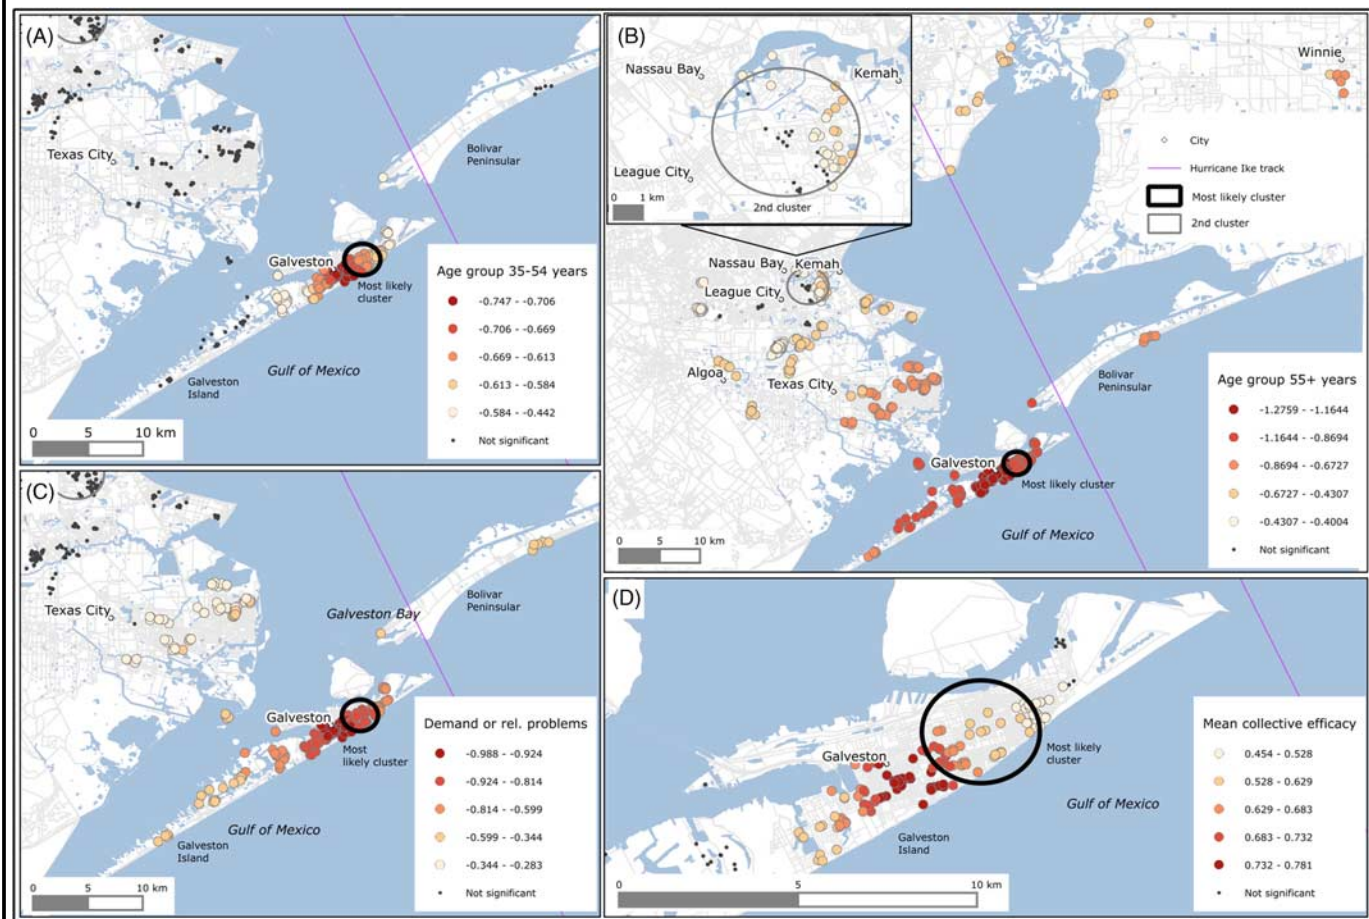 (A)
Texas City
Bolivar
Peninsular
Galveston
Most likely
cluster
Gulf of Mexico
Galveston
Island
0 5 10 km
Age group 35-54 years
-0.747 - -0.706
-0.706 - -0.669
-0.669 - -0.613
-0.613 - -0.584
-0.584 - -0.442
Not significant
(B)
Nassau Bay
Kemah
League City
0 1 km
2nd cluster
Winnie
City
Hurricane Ike track
Most likely cluster
2nd cluster
Nassau Bay Kemah
League City
Algoa
Texas City
Bolivar
Peninsular
Galveston
Most likely cluster
Gulf of Mexico
0 5 10 km
Age group 55+ years
-1.2759 - -1.1644
-1.1644 - -0.8694
-0.8694 - -0.6727
-0.6727 - -0.4307
-0.4307 - -0.4004
Not significant
(C)
Texas City
Galveston Bay
Bolivar
Peninsular
Galveston
Most
likely cluster
Gulf of Mexico
Galveston
Island
0 5 10 km
Demand or rel. problems
-0.988 - -0.924
-0.924 - -0.814
-0.814 - -0.599
-0.599 - -0.344
-0.344 - -0.283
Not significant
(D)
Galveston
Most likely
cluster
Gulf of Mexico
Galveston
Island
0 5 10 km
Mean collective efficacy
0.454 - 0.528
0.528 - 0.629
0.629 - 0.683
0.683 - 0.732
0.732 - 0.781
Not significant